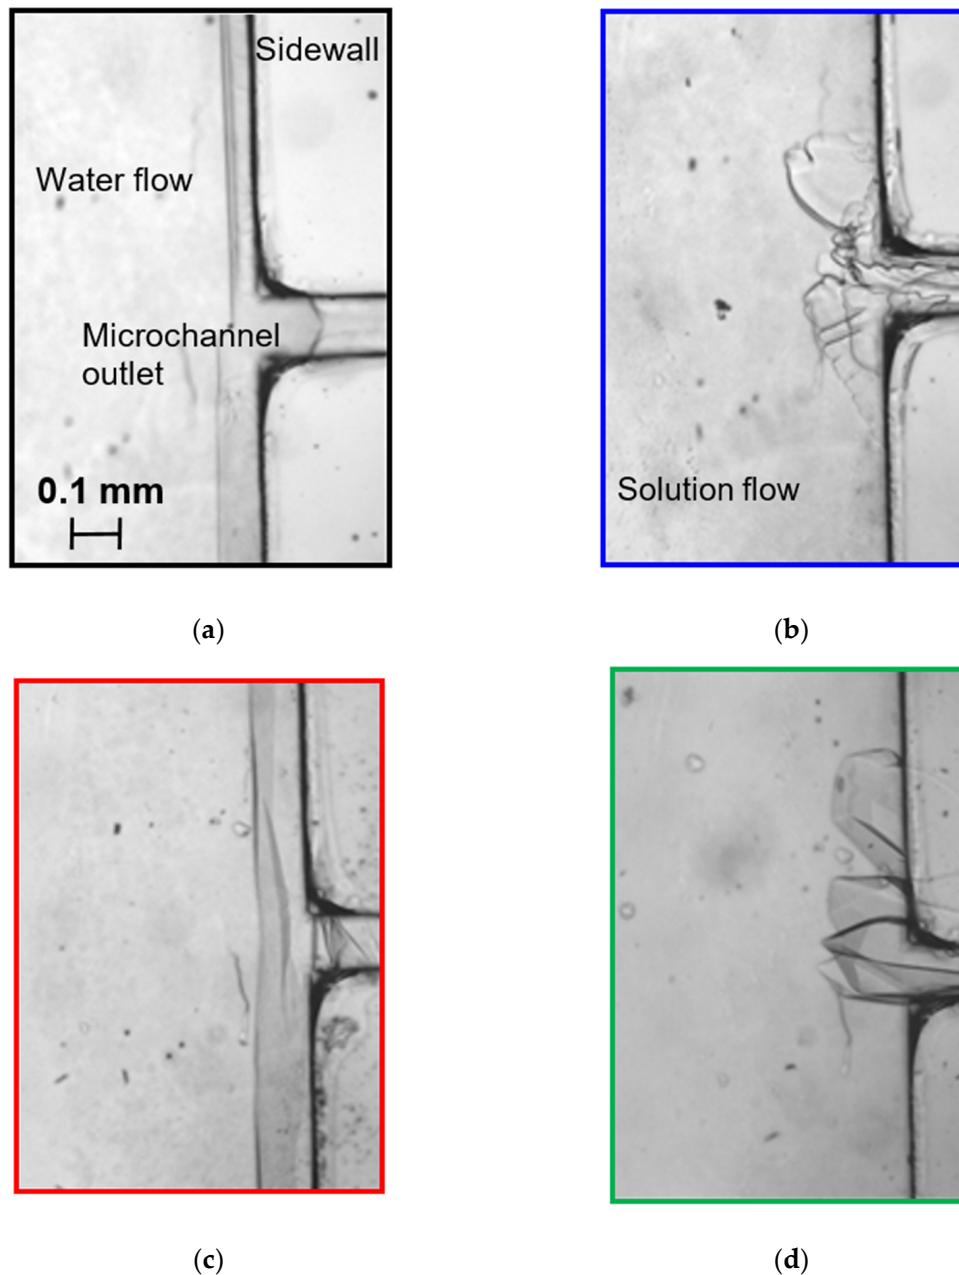 Sidewall
Water flow
Microchannel
outlet
0.1 mm
Solution flow
(a)
(b)
(c)
(d)